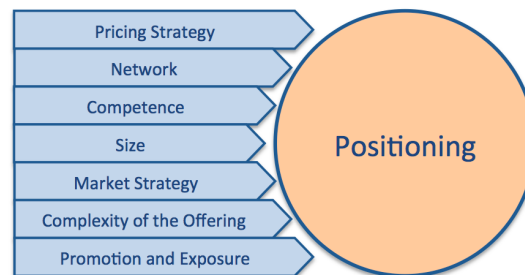 Pricing Strategy
Network
Competence
Size
Market Strategy
Complexity of the Offering
Promotion and Exposure
Positioning